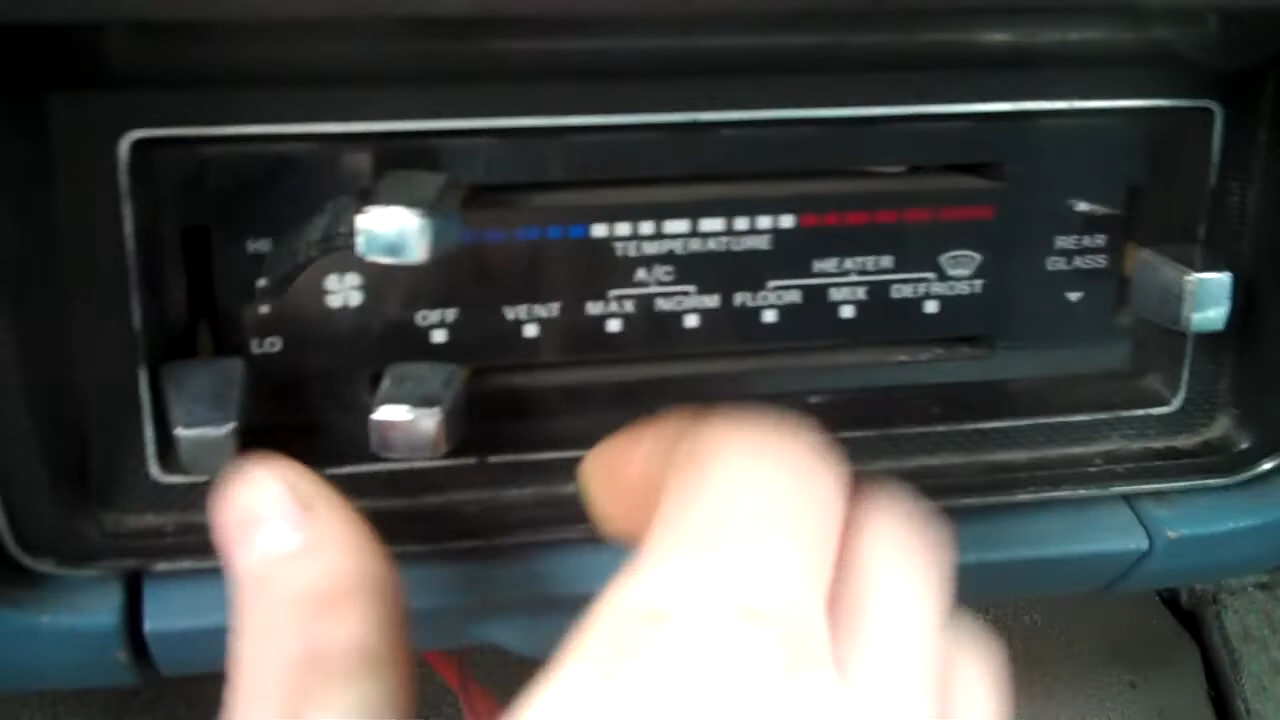 HI
TEMPERATURE
REAR
GLASS
A/C
HEATER
OFF VENT MAX NORM FLOOR MIX DEFROST
LO